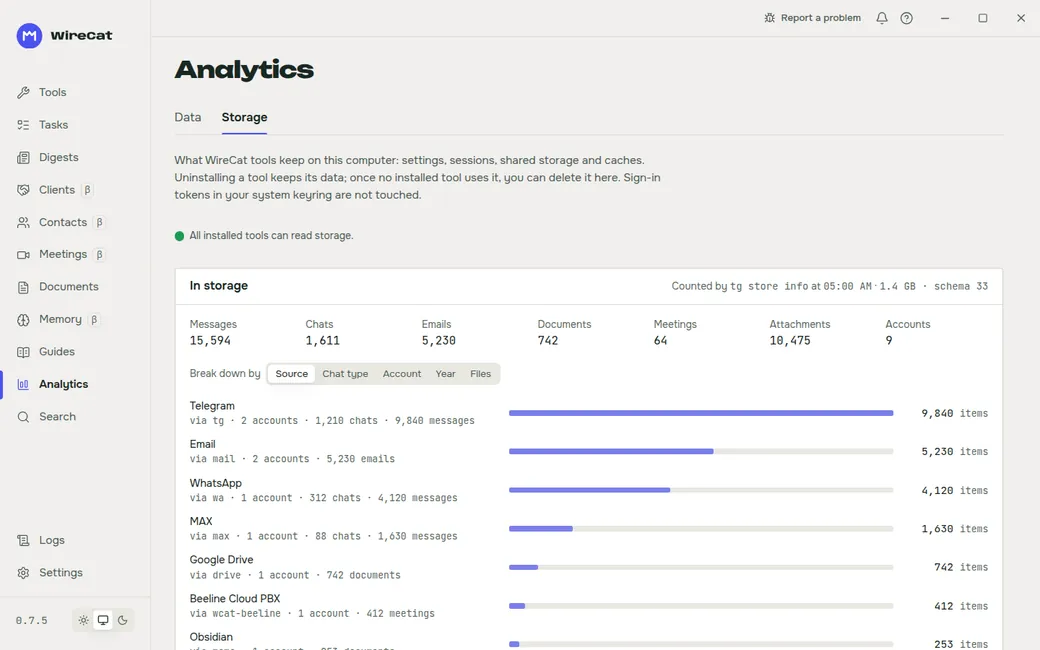 WireCat
Report a problem
Tools
Tasks
Digests
Clients β
Contacts β
Meetings β
Documents
Memory β
Guides
Analytics
Search
Logs
Settings
0.7.5
Analytics
Data
Storage
What WireCat tools keep on this computer: settings, sessions, shared storage and caches.
Uninstalling a tool keeps its data; once no installed tool uses it, you can delete it here. Sign-in
tokens in your system keyring are not touched.
All installed tools can read storage.
In storage
Counted by tg store info at 05:00 AM · 1.4 GB · schema 33
Messages Chats Emails Documents Meetings Attachments Accounts
15,594 1,611 5,230 742 64 10,475 9
Break down by Source Chat type Account Year Files
Telegram
via tg · 2 accounts · 1,210 chats · 9,840 messages
9,840 items
Email
via mail · 2 accounts · 5,230 emails
5,230 items
WhatsApp
via wa · 1 account · 312 chats · 4,120 messages
4,120 items
MAX
via max · 1 account · 88 chats · 1,630 messages
1,630 items
Google Drive
via drive · 1 account · 742 documents
742 items
Beeline Cloud PBX
via wcat-beeline · 1 account · 412 meetings
412 items
Obsidian
253 items